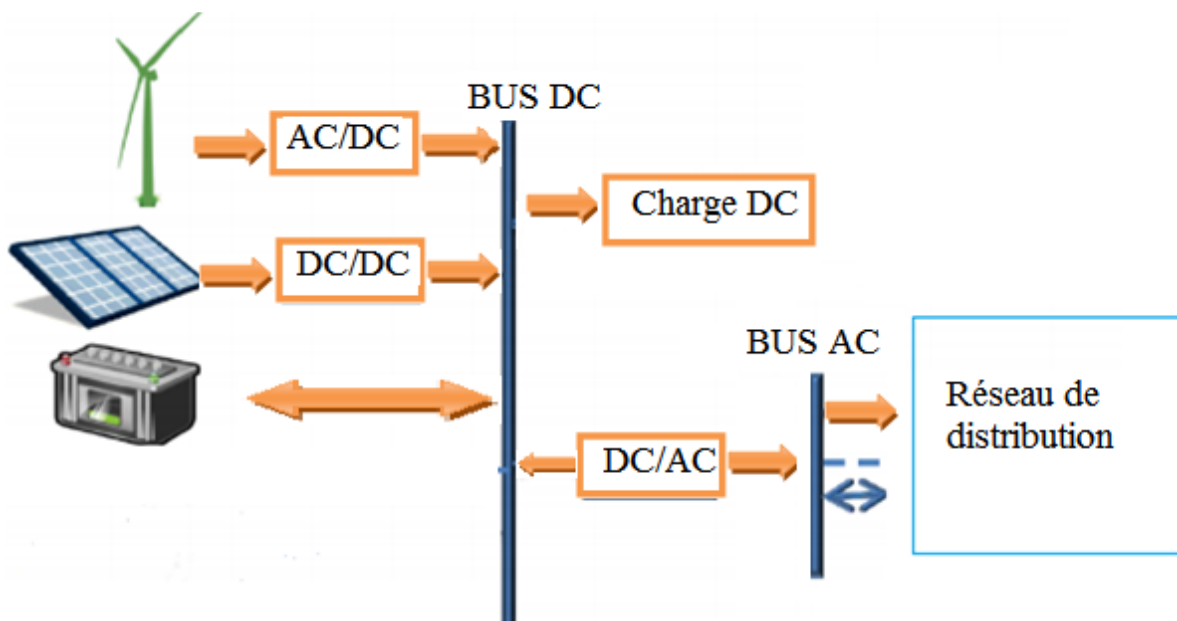 BUS DC
AC/DC
Charge DC
DC/DC
BUS AC
Réseau de
distribution
DC/AC